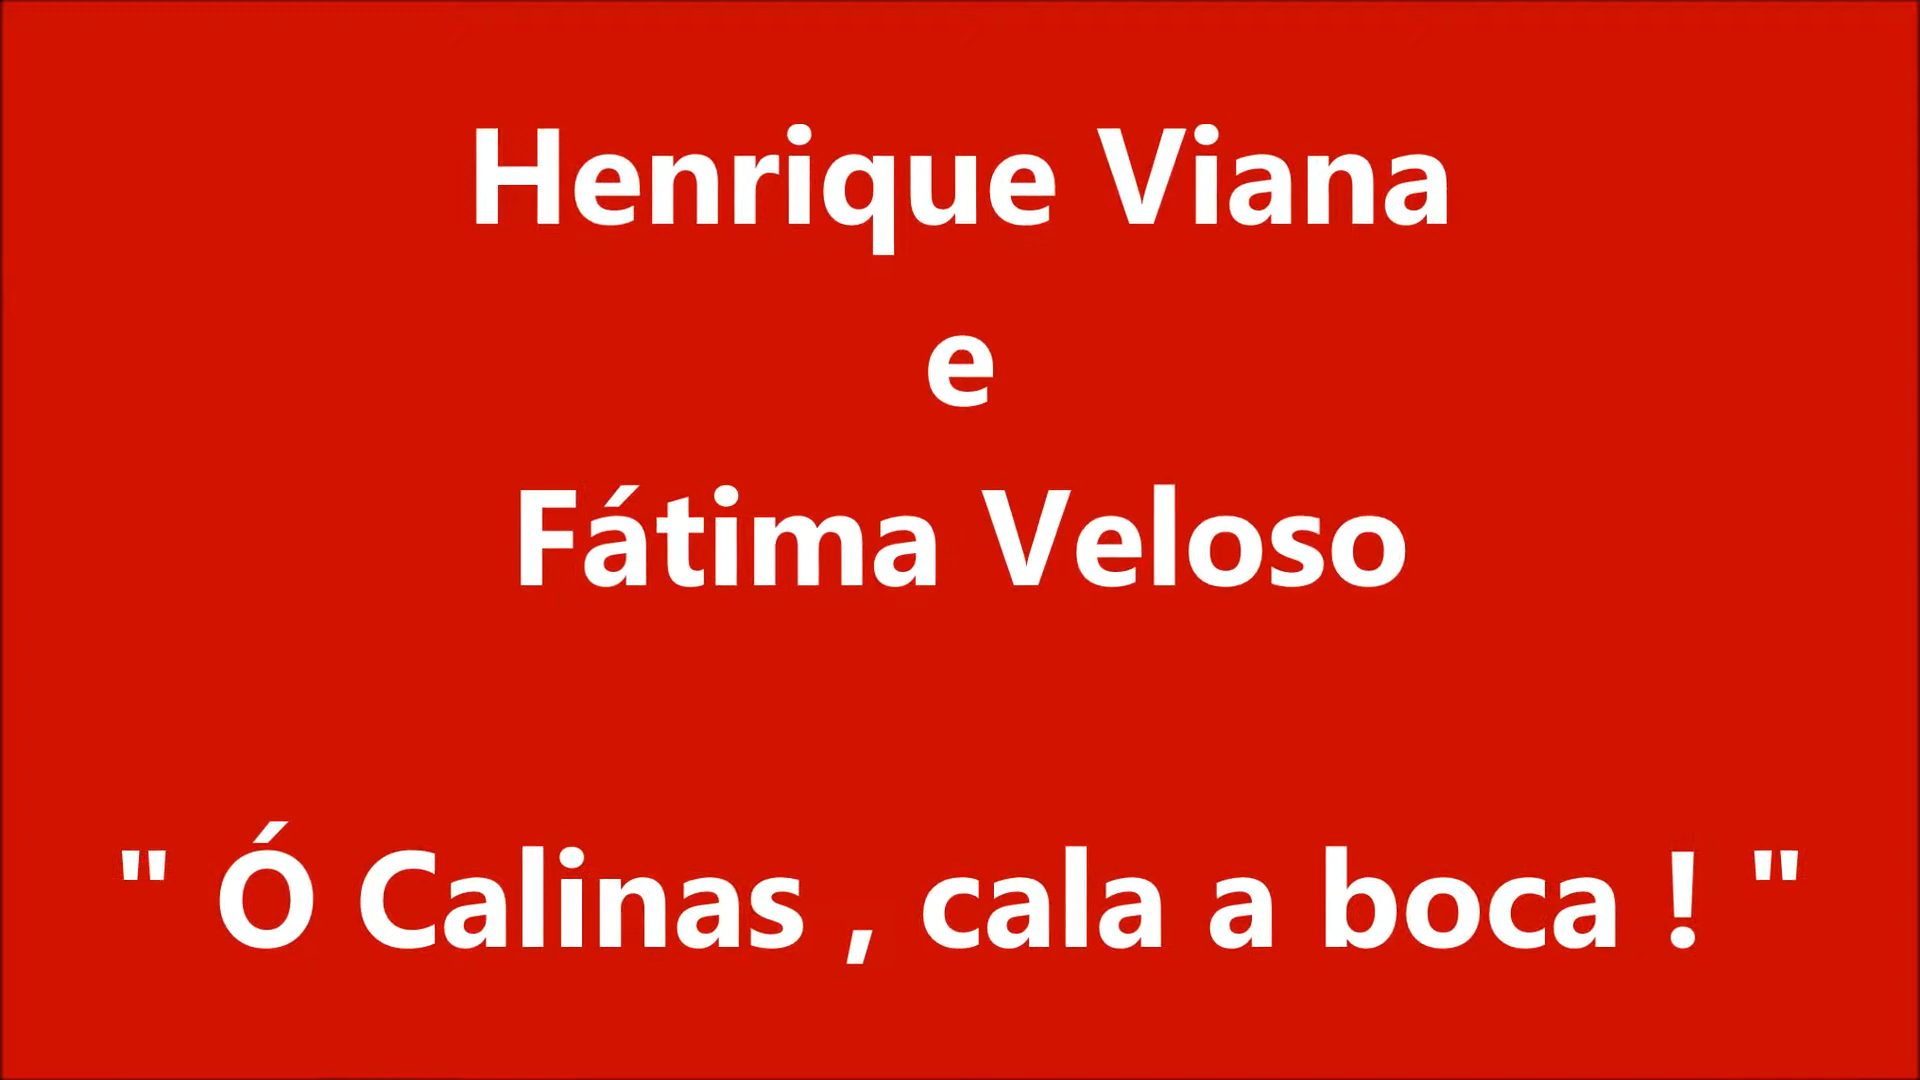 Henrique Viana
e
Fátima Veloso
" Ó Calinas , cala a boca ! "